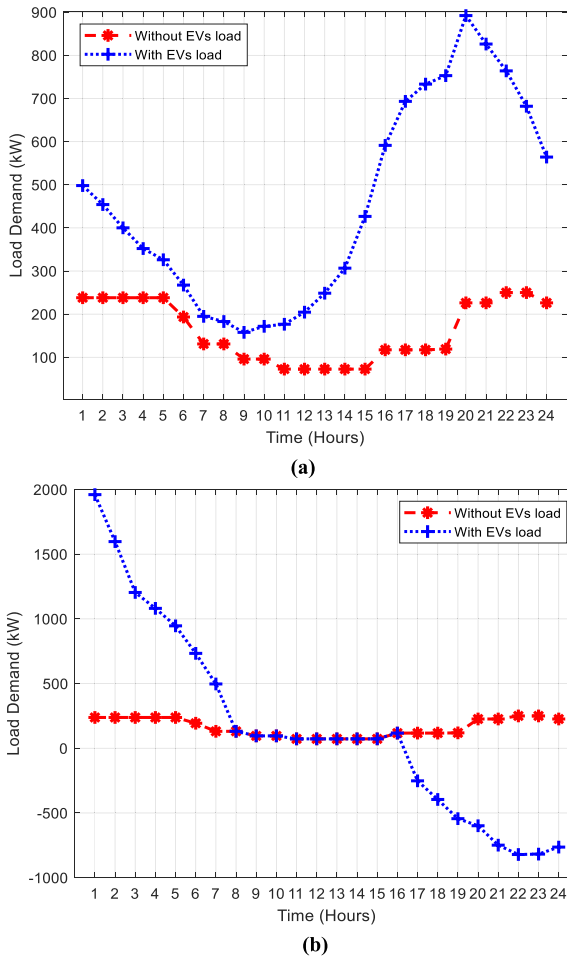 900
800
700
600
500
400
300
200
100
Load Demand (kW)
Without EVs load
With EVs load
1 2 3 4 5 6 7 8 9 10 11 12 13 14 15 16 17 18 19 20 21 22 23 24
Time (Hours)
(a)
2000
1500
1000
500
0
-500
-1000
Load Demand (kW)
Without EVs load
With EVs load
1 2 3 4 5 6 7 8 9 10 11 12 13 14 15 16 17 18 19 20 21 22 23 24
Time (Hours)
(b)